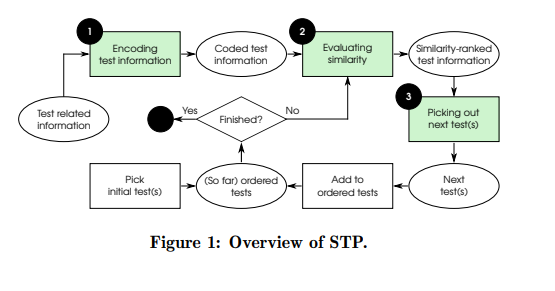 1
Encoding
test information
Coded test
information
2
Evaluating
similarity
Similarity-ranked
test information
Test related
information
Yes
Finished?
No
3
Picking out
next test(s)
Pick
initial test(s)
(So far) ordered
tests
Add to
ordered tests
Next
test(s)
Figure 1: Overview of STP.